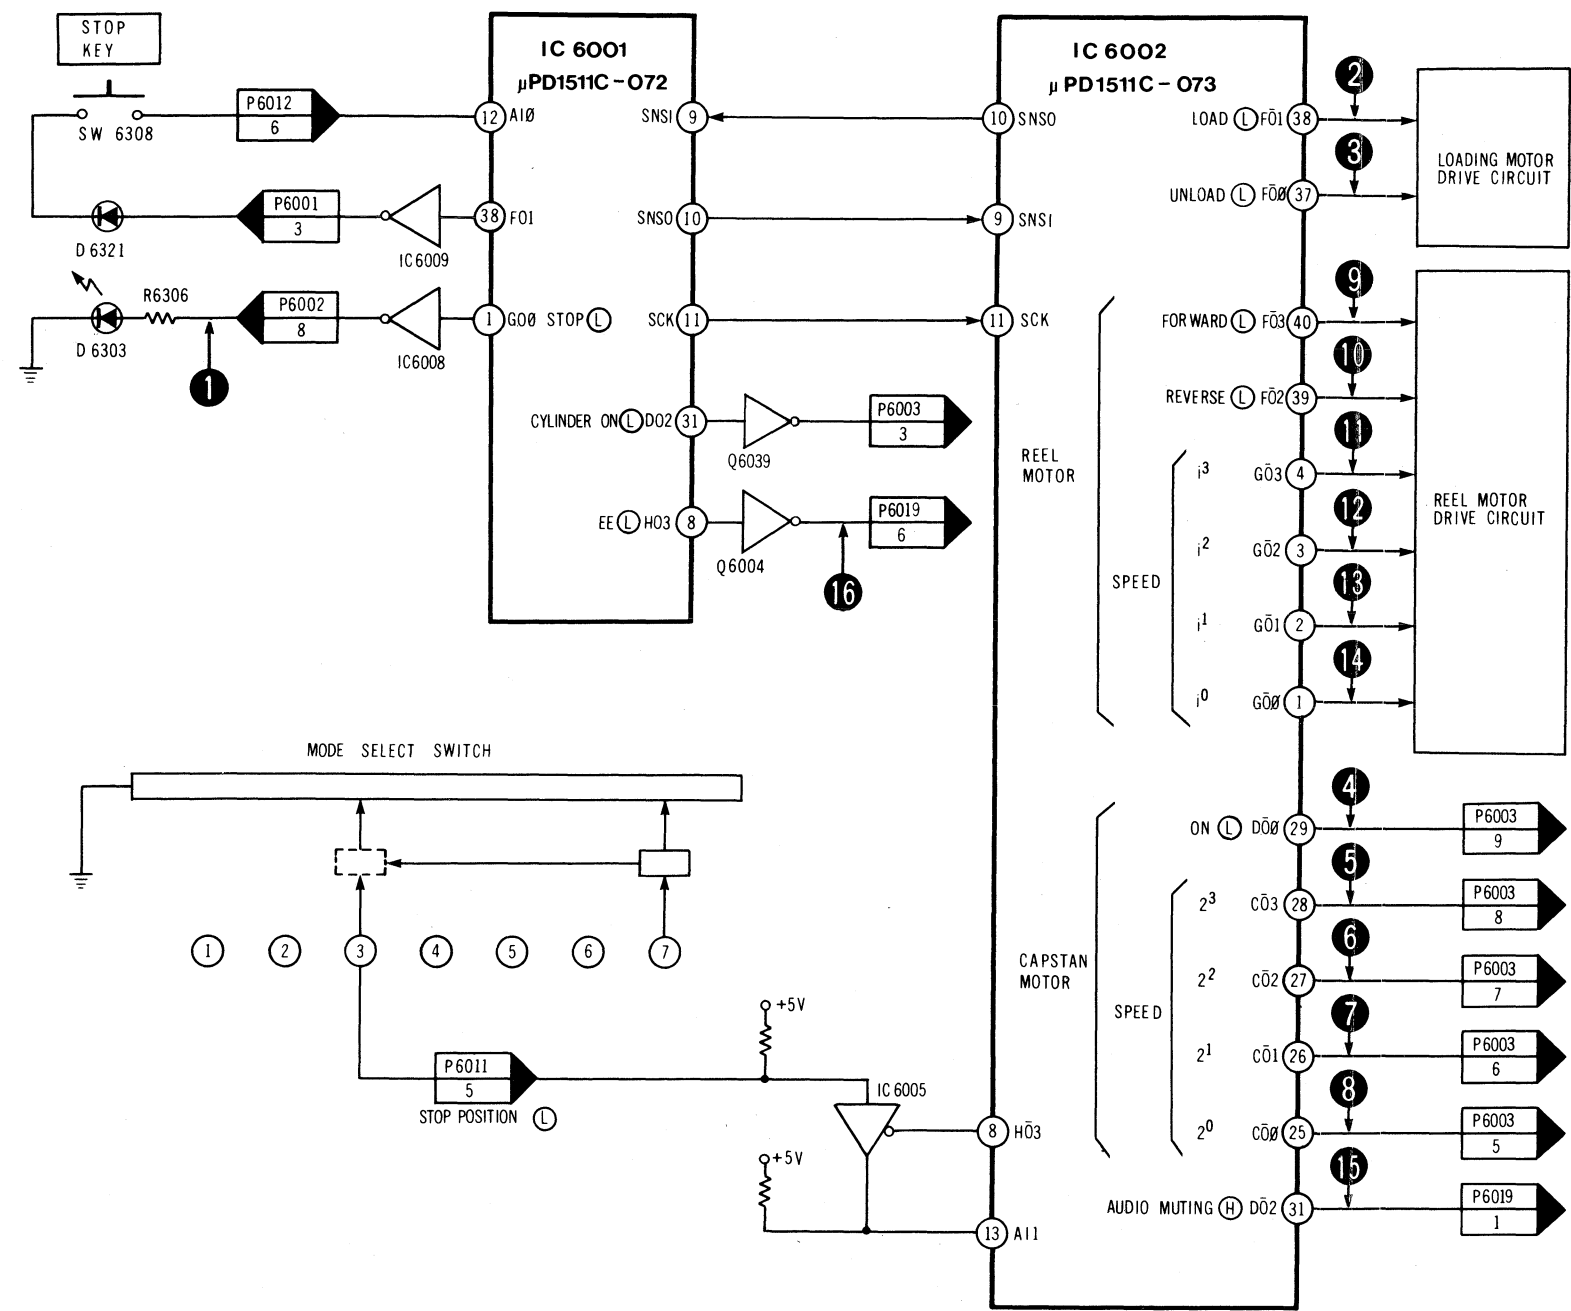 STOP
KEY
SW 6308
P6012
6
D 6321
P6001
3
IC6009
R6306
D 6303
P6002
8
IC6008
1
IC 6001
µPD1511C-072
12 AIØ
SNSI 9
38 FO1
SNSO 10
1 GOØ STOP L
SCK 11
CYLINDER ON L DO2 31
Q6039
P6003
3
EE L HO3 8
Q6004
P6019
6
16
IC 6002
µPD1511C-073
10 SNSO
9 SNSI
11 SCK
LOAD L FŌ1 38
2
UNLOAD L FŌØ 37
3
LOADING MOTOR
DRIVE CIRCUIT
REEL
MOTOR
FORWARD L FŌ3 40
9
REVERSE L FŌ2 39
10
SPEED
i³ GŌ3 4
11
i² GŌ2 3
12
i¹ GŌ1 2
13
i⁰ GŌØ 1
14
REEL MOTOR
DRIVE CIRCUIT
CAPSTAN
MOTOR
ON L DŌØ 29
4
P6003
9
SPEED
2³ CŌ3 28
5
P6003
8
2² CŌ2 27
6
P6003
7
2¹ CŌ1 26
7
P6003
6
2⁰ CŌØ 25
8
P6003
5
AUDIO MUTING H DŌ2 31
15
P6019
1
8 HŌ3
13 AI1
MODE SELECT SWITCH
1 2 3 4 5 6 7
P6011
5
STOP POSITION L
+5V
IC 6005
+5V